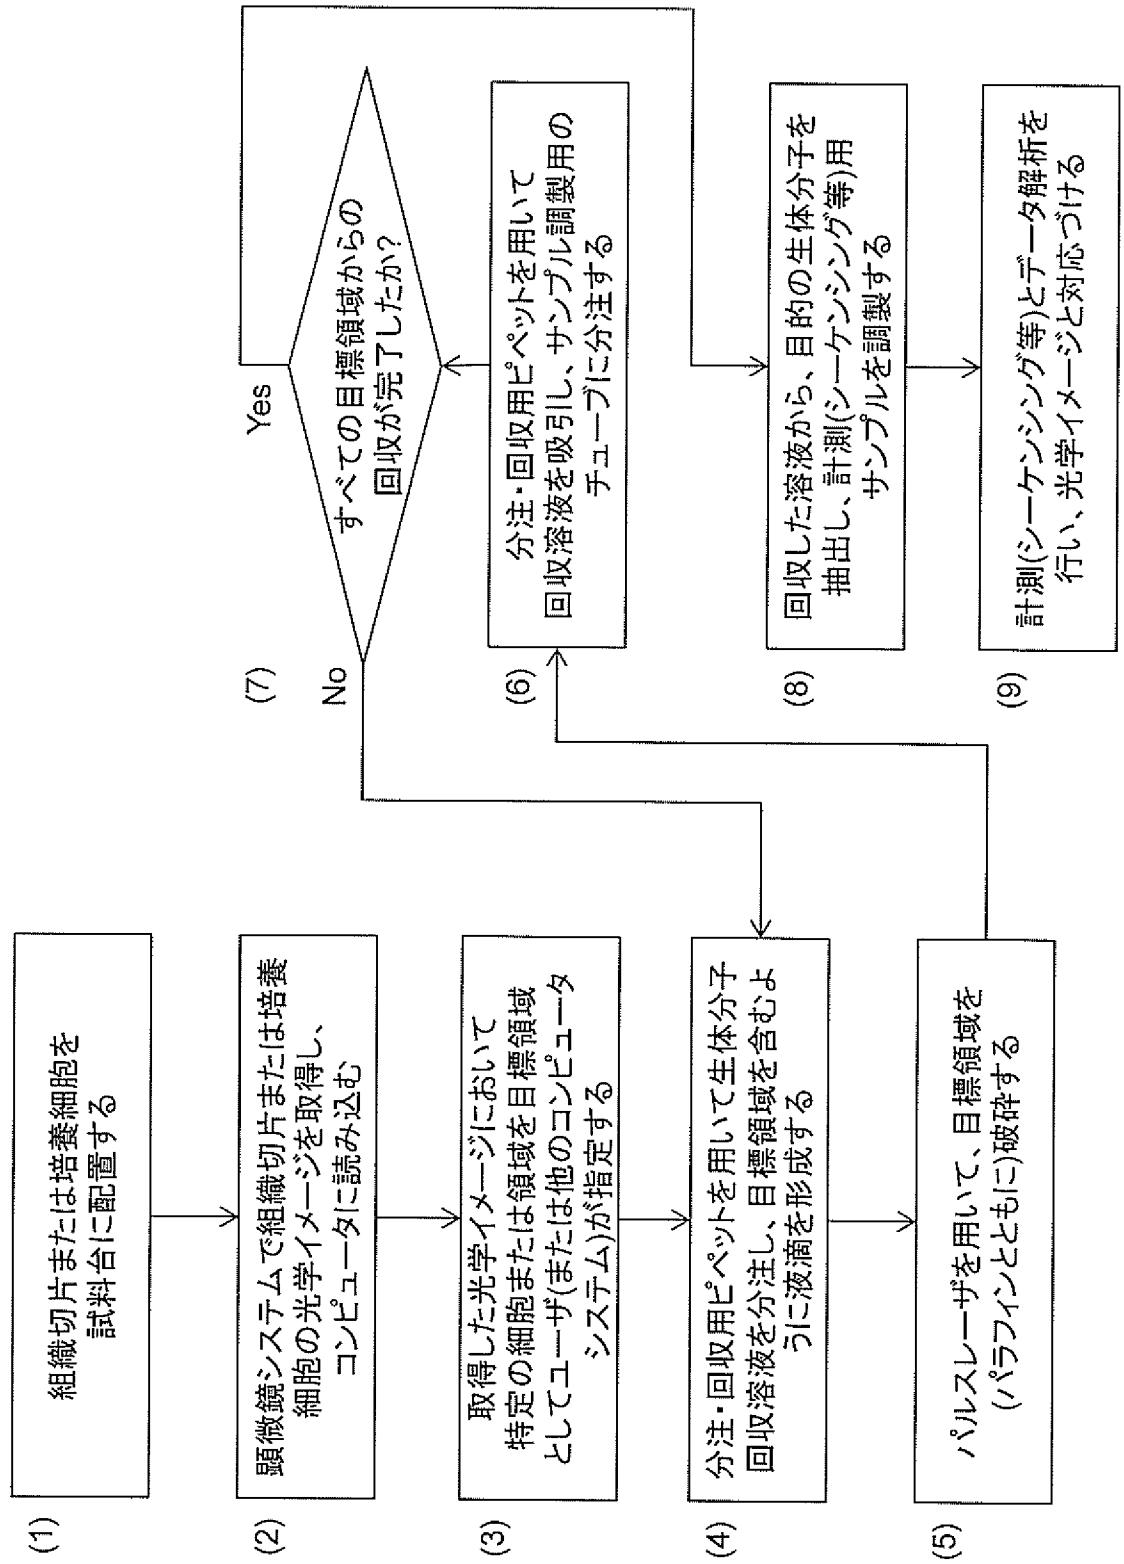 (1)
組織切片または培養細胞を
試料台に配置する
(2)
顕微鏡システムで組織切片または培養
細胞の光学イメージを取得し、
コンピュータに読み込む
(3)
取得した光学イメージにおいて
特定の細胞または領域を目標領域
としてユーザ(または他のコンピュータ
システム)が指定する
(4)
分注・回収用ピペットを用いて生体分子
回収溶液を分注し、目標領域を含むよ
うに液滴を形成する
(5)
パルスレーザを用いて、目標領域を
(パラフィンとともに)破砕する
(6)
分注・回収用ピペットを用いて
回収溶液を吸引し、サンプル調製用の
チューブに分注する
(7)
すべての目標領域からの
回収が完了したか?
No
Yes
(8)
回収した溶液から、目的の生体分子を
抽出し、計測(シーケンシング等)用
サンプルを調製する
(9)
計測(シーケンシング等)とデータ解析を
行い、光学イメージと対応づける